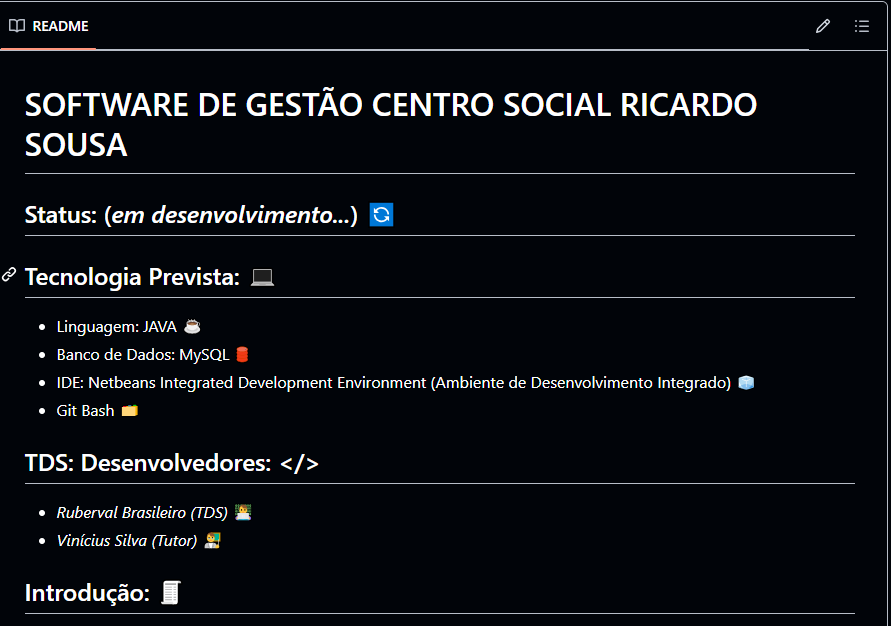 README
SOFTWARE DE GESTÃO CENTRO SOCIAL RICARDO
SOUSA
Status: (em desenvolvimento...)
Tecnologia Prevista:
Linguagem: JAVA
Banco de Dados: MySQL
IDE: Netbeans Integrated Development Environment (Ambiente de Desenvolvimento Integrado)
Git Bash
TDS: Desenvolvedores: </>
Ruberval Brasileiro (TDS)
Vinícius Silva (Tutor)
Introdução: